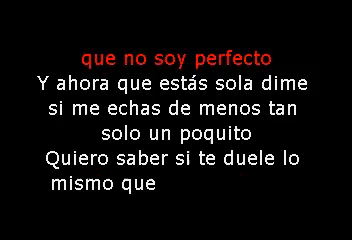 que no soy perfecto
Y ahora que estás sola dime
si me echas de menos tan
solo un poquito
Quiero saber si te duele lo
mismo que